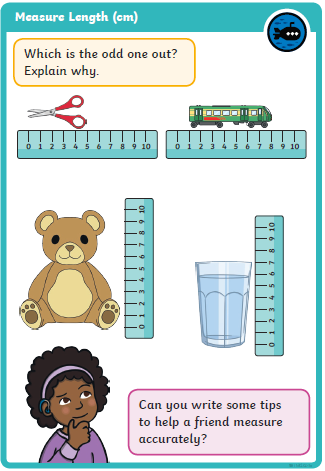 Measure Length (cm)
Which is the odd one out?
Explain why.
0 1 2 3 4 5 6 7 8 9 10
0 1 2 3 4 5 6 7 8 9 10
0 1 2 3 4 5 6 7 8 9 10
0 1 2 3 4 5 6 7 8 9 10
Can you write some tips
to help a friend measure
accurately?